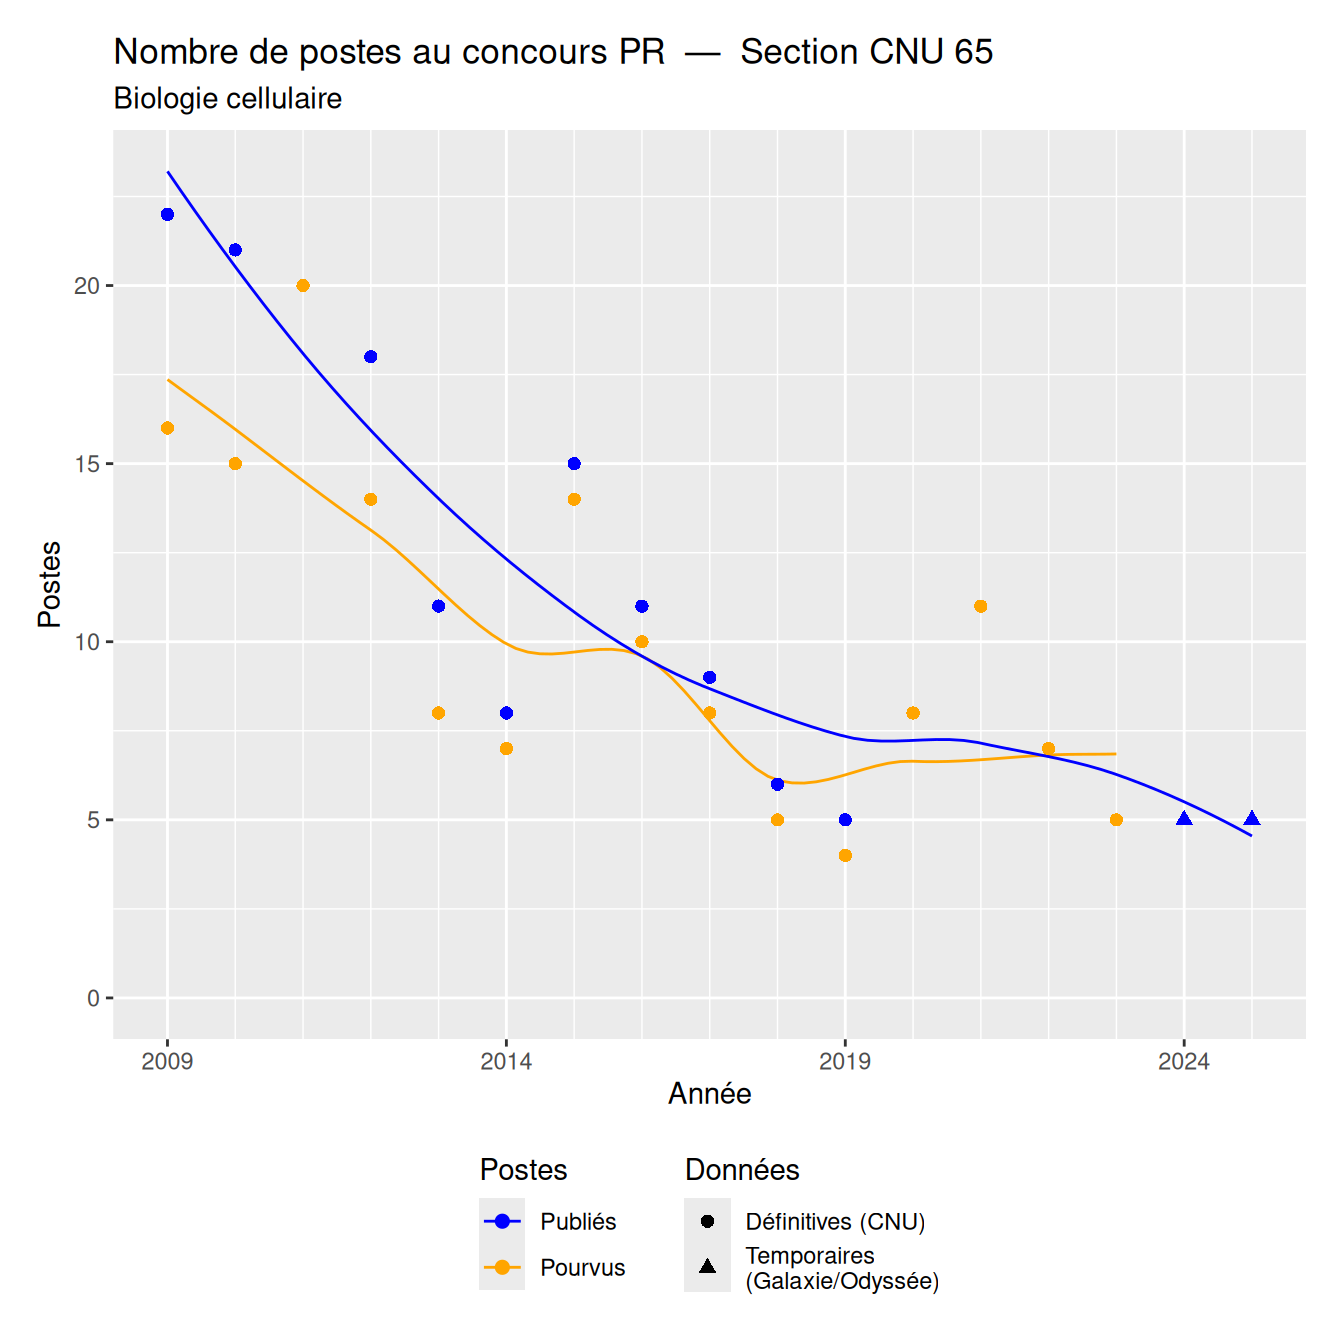 Nombre de postes au concours PR — Section CNU 65
Biologie cellulaire
Postes
20
15
10
5
0
2009 2014 2019 2024
Année
Postes Données
Publiés Définitives (CNU)
Pourvus Temporaires
(Galaxie/Odyssée)